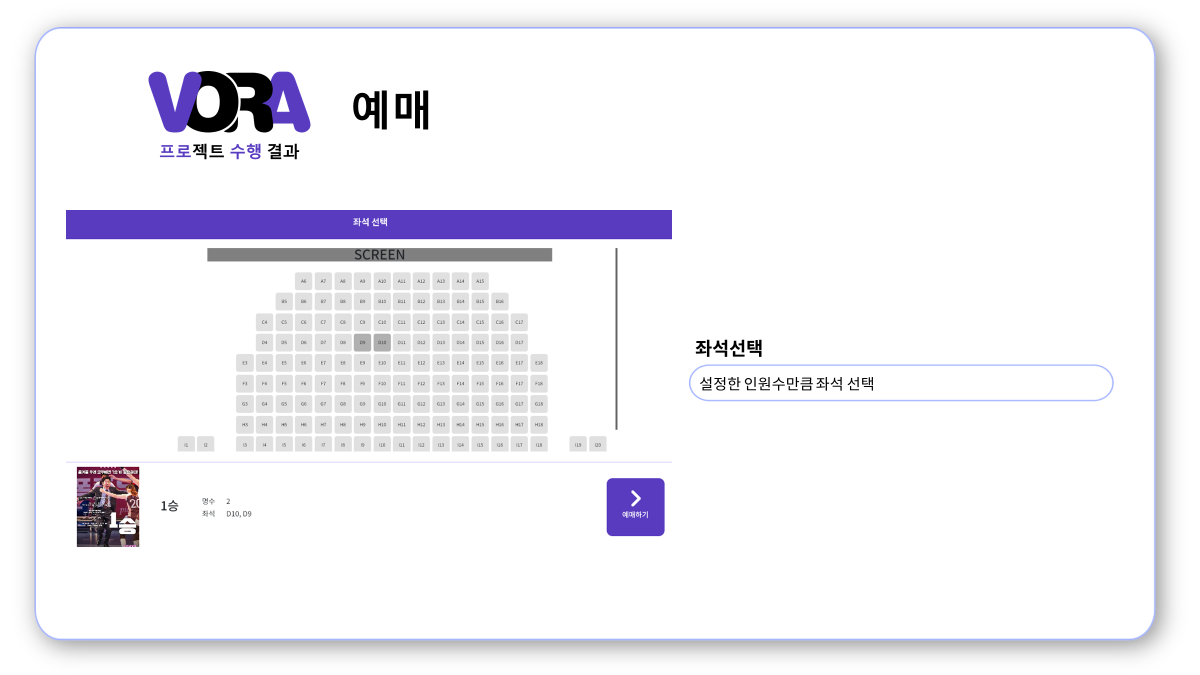 VORA
예매
프로젝트 수행 결과
좌석 선택
SCREEN
A6 A7 A8 A9 A10 A11 A12 A13 A14 A15
B5 B6 B7 B8 B9 B10 B11 B12 B13 B14 B15 B16
C4 C5 C6 C7 C8 C9 C10 C11 C12 C13 C14 C15 C16 C17
D4 D5 D6 D7 D8 D9 D10 D11 D12 D13 D14 D15 D16 D17
E3 E4 E5 E6 E7 E8 E9 E10 E11 E12 E13 E14 E15 E16 E17 E18
F3 F4 F5 F6 F7 F8 F9 F10 F11 F12 F13 F14 F15 F16 F17 F18
G3 G4 G5 G6 G7 G8 G9 G10 G11 G12 G13 G14 G15 G16 G17 G18
H3 H4 H5 H6 H7 H8 H9 H10 H11 H12 H13 H14 H15 H16 H17 H18
I1 I2 I3 I4 I5 I6 I7 I8 I9 I10 I11 I12 I13 I14 I15 I16 I17 I18 I19 I20
좌석선택
설정한 인원수만큼 좌석 선택
1승
20
1승
명수 2
좌석 D10, D9
예매하기